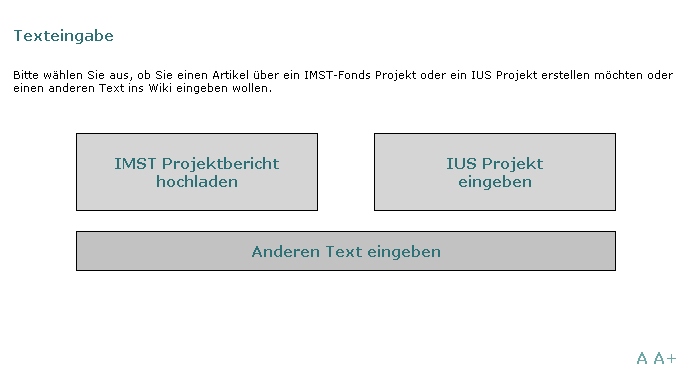 Texteingabe
Bitte wählen Sie aus, ob Sie einen Artikel über ein IMST-Fonds Projekt oder ein IUS Projekt erstellen möchten oder
einen anderen Text ins Wiki eingeben wollen.
IMST Projektbericht
hochladen
IUS Projekt
eingeben
Anderen Text eingeben
A A+